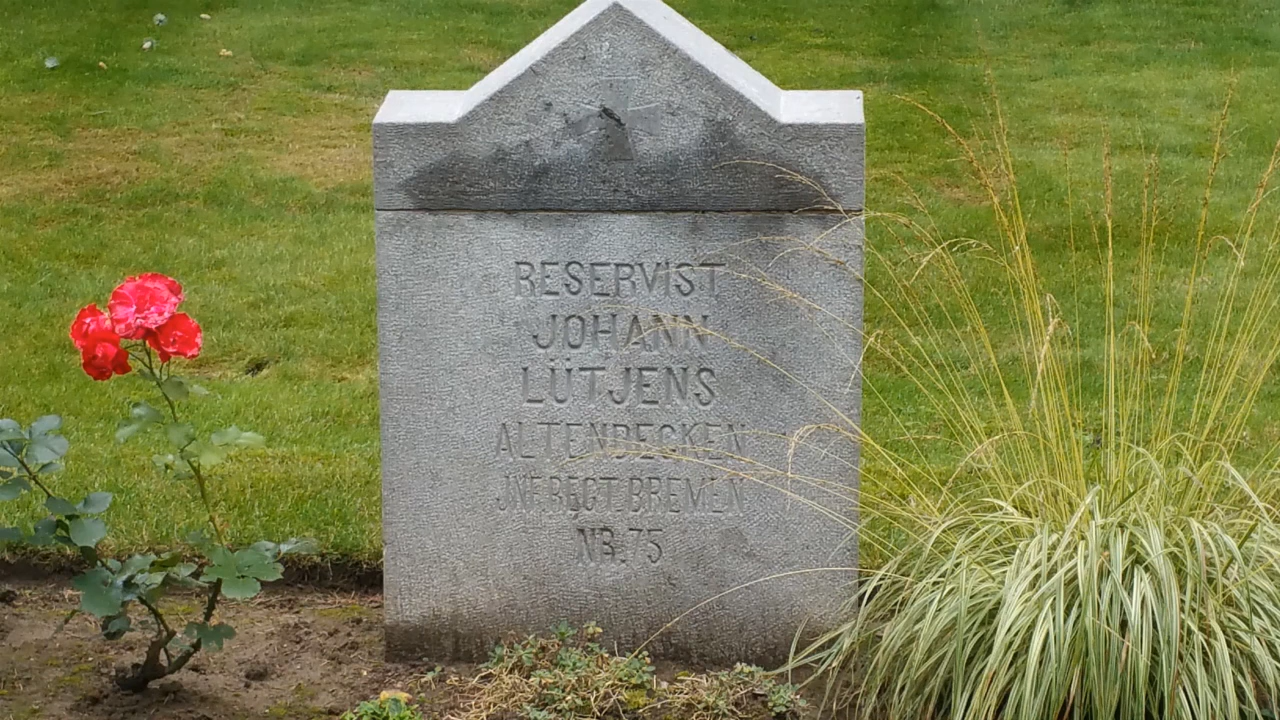 RESERVIST
JOHANN
LÜTJENS
ALTENBECKEN
JNF.REGT.BREMEN
NR.75